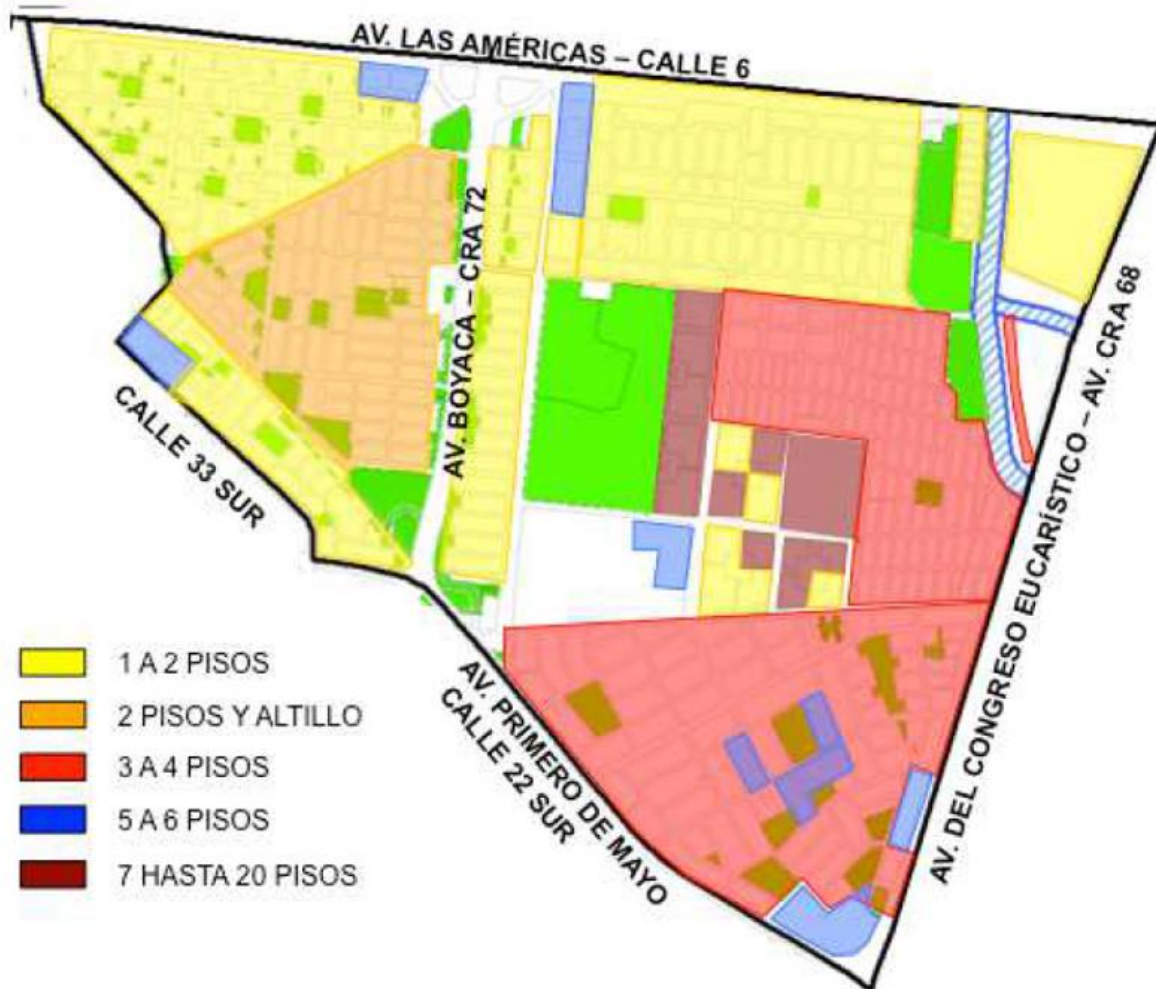 AV. LAS AMÉRICAS – CALLE 6
AV. BOYACA – CRA 72
AV. DEL CONGRESO EUCARÍSTICO – AV. CRA 68
CALLE 33 SUR
AV. PRIMERO DE MAYO
CALLE 22 SUR
1 A 2 PISOS
2 PISOS Y ALTILLO
3 A 4 PISOS
5 A 6 PISOS
7 HASTA 20 PISOS